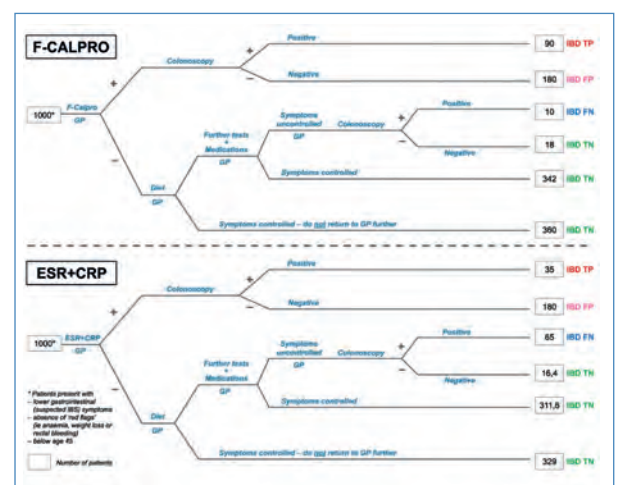 F-CALPRO
Positive
90 IBD TP
Colonoscopy
+
–
Negative
180 IBD FP
+
F-Calpro
1000*
GP
–
Positive
10 IBD FN
Symptoms
uncontrolled
Colonoscopy
+
GP
–
Negative
18 IBD TN
Further tests
+
Medications
GP
Symptoms controlled
342 IBD TN
Diet
GP
Symptoms controlled – do not return to GP further
360 IBD TN
ESR+CRP
Positive
35 IBD TP
Colonoscopy
+
–
Negative
180 IBD FP
+
ESR+CRP
1000*
GP
–
Positive
65 IBD FN
Symptoms
uncontrolled
Colonoscopy
+
GP
–
Negative
16,4 IBD TN
Further tests
+
Medications
GP
Symptoms controlled
311,6 IBD TN
Diet
GP
Symptoms controlled – do not return to GP further
329 IBD TN
* Patients present with
– lower gastrointestinal
(suspected IBS) symptoms
– absence of 'red flags'
(ie anaemia, weight loss or
rectal bleeding)
– below age 45
Number of patients